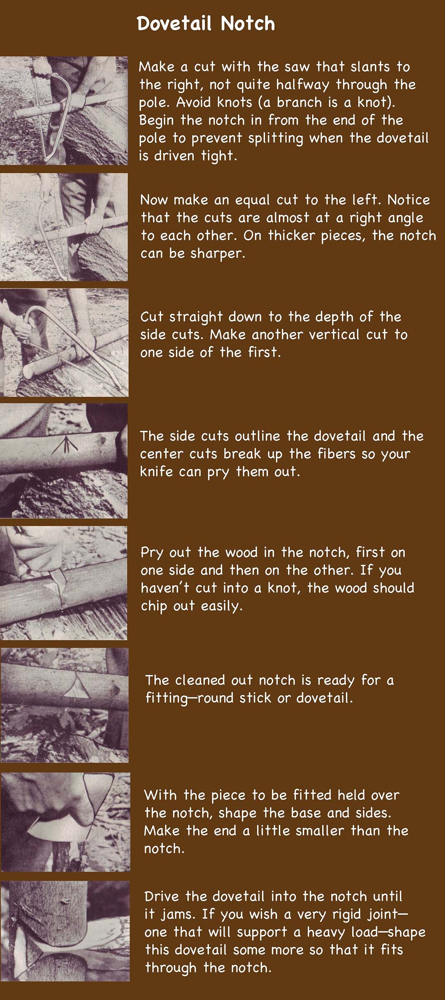 Dovetail Notch
Make a cut with the saw that slants to
the right, not quite halfway through the
pole. Avoid knots (a branch is a knot).
Begin the notch in from the end of the
pole to prevent splitting when the dovetail
is driven tight.
Now make an equal cut to the left. Notice
that the cuts are almost at a right angle
to each other. On thicker pieces, the notch
can be sharper.
Cut straight down to the depth of the
side cuts. Make another vertical cut to
one side of the first.
The side cuts outline the dovetail and the
center cuts break up the fibers so your
knife can pry them out.
Pry out the wood in the notch, first on
one side and then on the other. If you
haven't cut into a knot, the wood should
chip out easily.
The cleaned out notch is ready for a
fitting—round stick or dovetail.
With the piece to be fitted held over
the notch, shape the base and sides.
Make the end a little smaller than the
notch.
Drive the dovetail into the notch until
it jams. If you wish a very rigid joint—
one that will support a heavy load—shape
this dovetail some more so that it fits
through the notch.